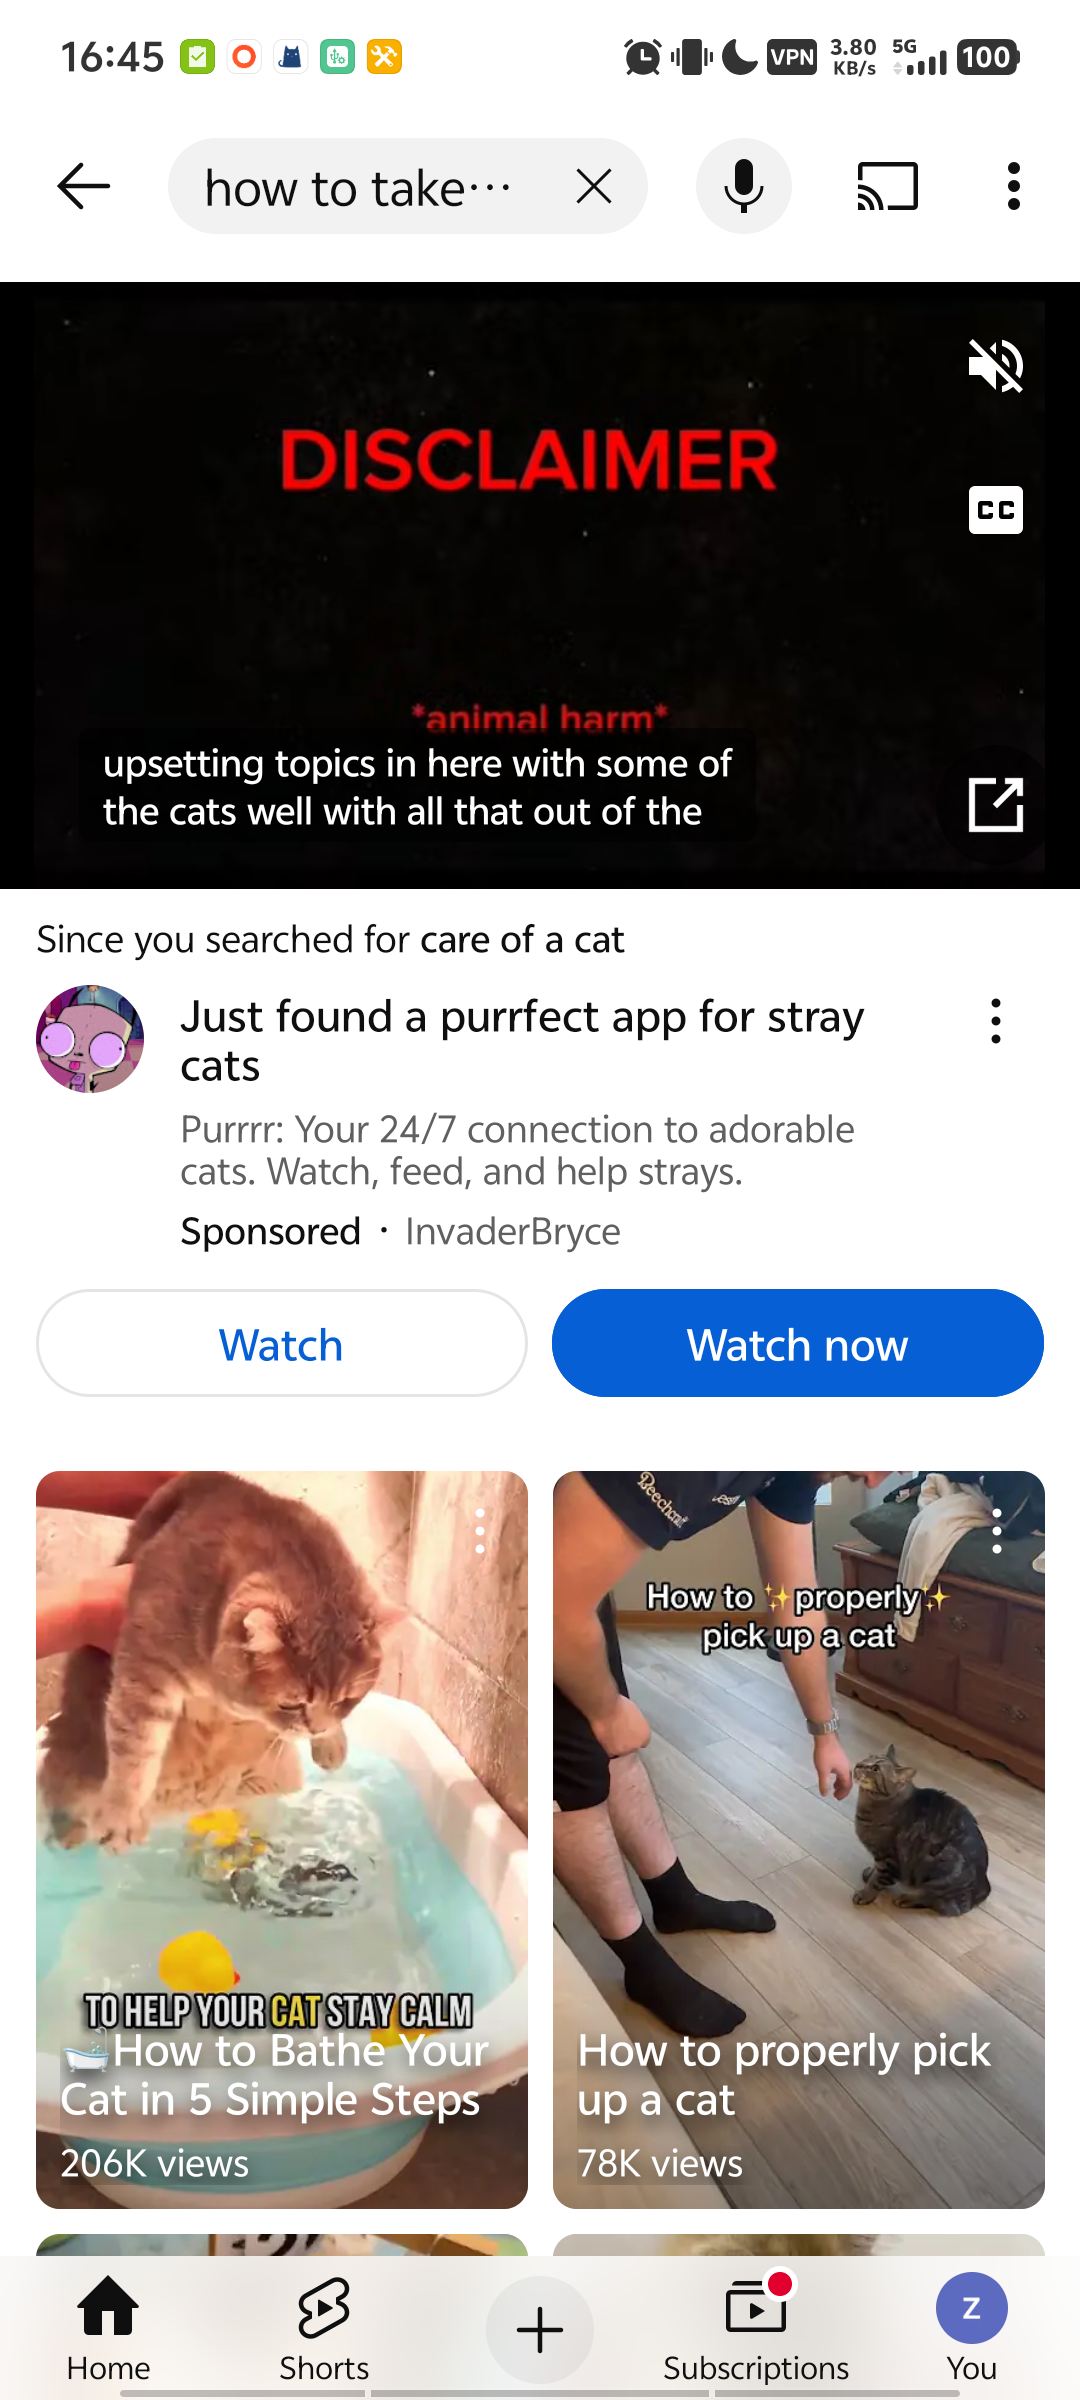 16:45
VPN
3.80
KB/s
5G
100
how to take···
DISCLAIMER
CC
*animal harm*
upsetting topics in here with some of
the cats well with all that out of the
Since you searched for care of a cat
Just found a purrfect app for stray
cats
Purrrr: Your 24/7 connection to adorable
cats. Watch, feed, and help strays.
Sponsored · InvaderBryce
Watch
Watch now
TO HELP YOUR CAT STAY CALM
🛁How to Bathe Your
Cat in 5 Simple Steps
206K views
Beechcraft
How to ✨properly✨
pick up a cat
How to properly pick
up a cat
78K views
Home
Shorts
Subscriptions
Z
You